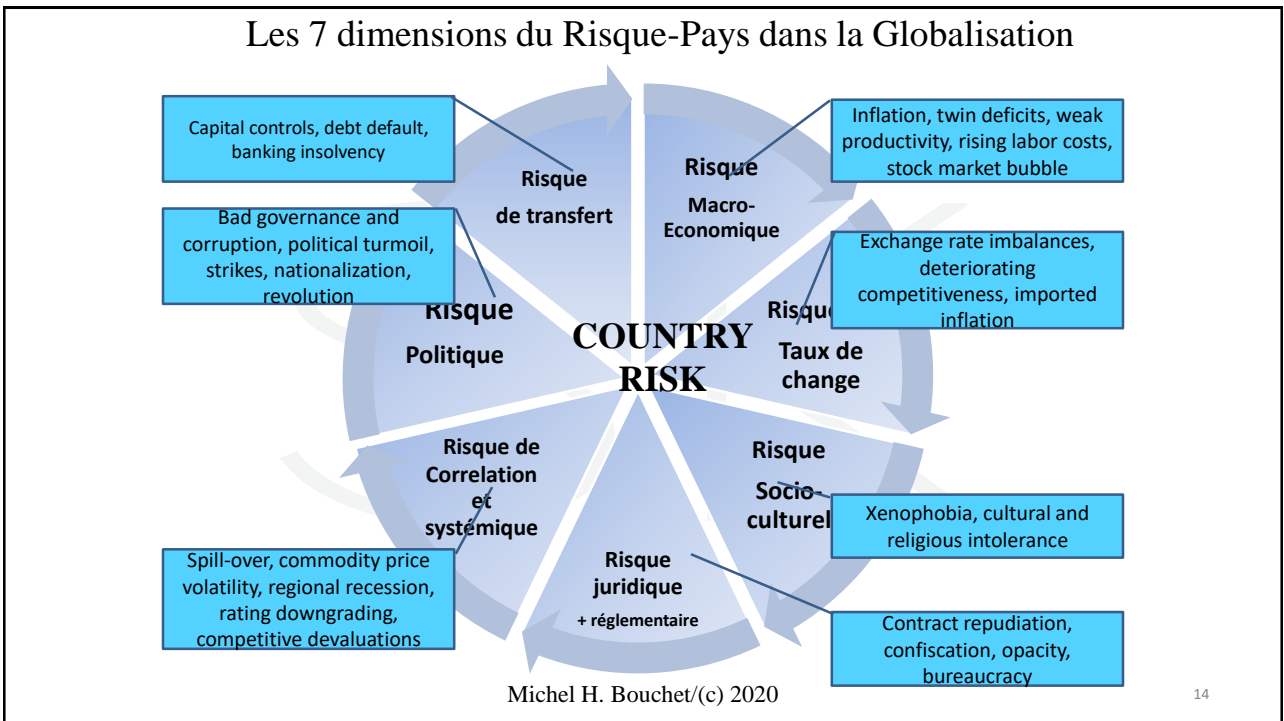 Les 7 dimensions du Risque-Pays dans la Globalisation
Capital controls, debt default,
banking insolvency
Risque
de transfert
Risque
Macro-
Economique
Inflation, twin deficits, weak
productivity, rising labor costs,
stock market bubble
Bad governance and
corruption, political turmoil,
strikes, nationalization,
revolution
Risque
Politique
COUNTRY
RISK
Risque
Taux de
change
Exchange rate imbalances,
deteriorating
competitiveness, imported
inflation
Risque de
Correlation
et
systémique
Risque
Socio-
culturel
Xenophobia, cultural and
religious intolerance
Spill-over, commodity price
volatility, regional recession,
rating downgrading,
competitive devaluations
Risque
juridique
+ réglementaire
Contract repudiation,
confiscation, opacity,
bureaucracy
Michel H. Bouchet/(c) 2020
14